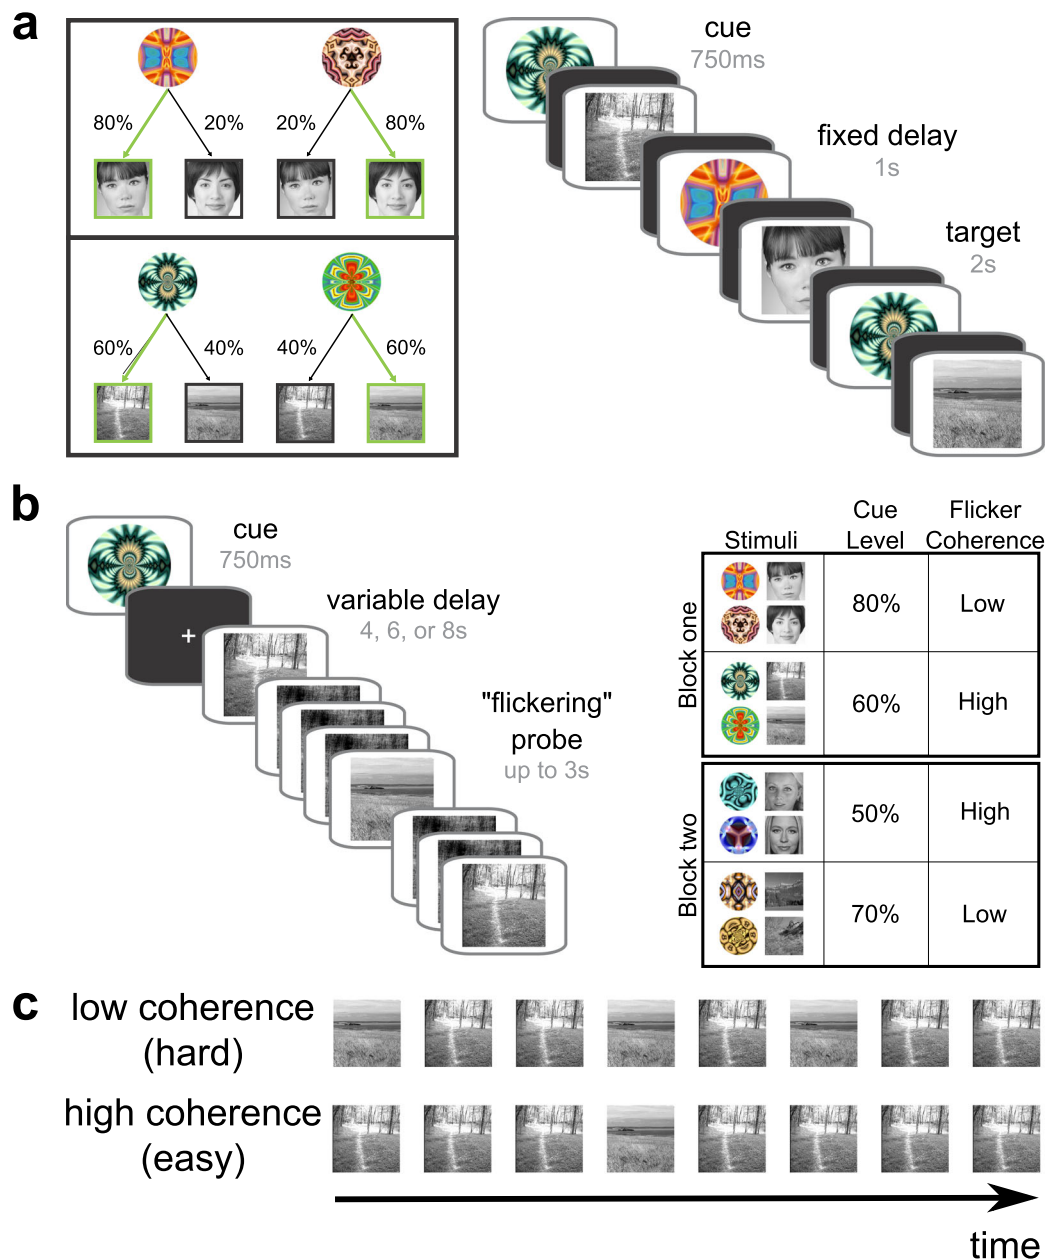 a
80%
20%
20%
80%
60%
40%
40%
60%
cue
750ms
fixed delay
1s
target
2s
b
cue
750ms
variable delay
4, 6, or 8s
+
"flickering"
probe
up to 3s
Stimuli
Cue
Level
Flicker
Coherence
Block one
80%
Low
60%
High
Block two
50%
High
70%
Low
c
low coherence
(hard)
high coherence
(easy)
time